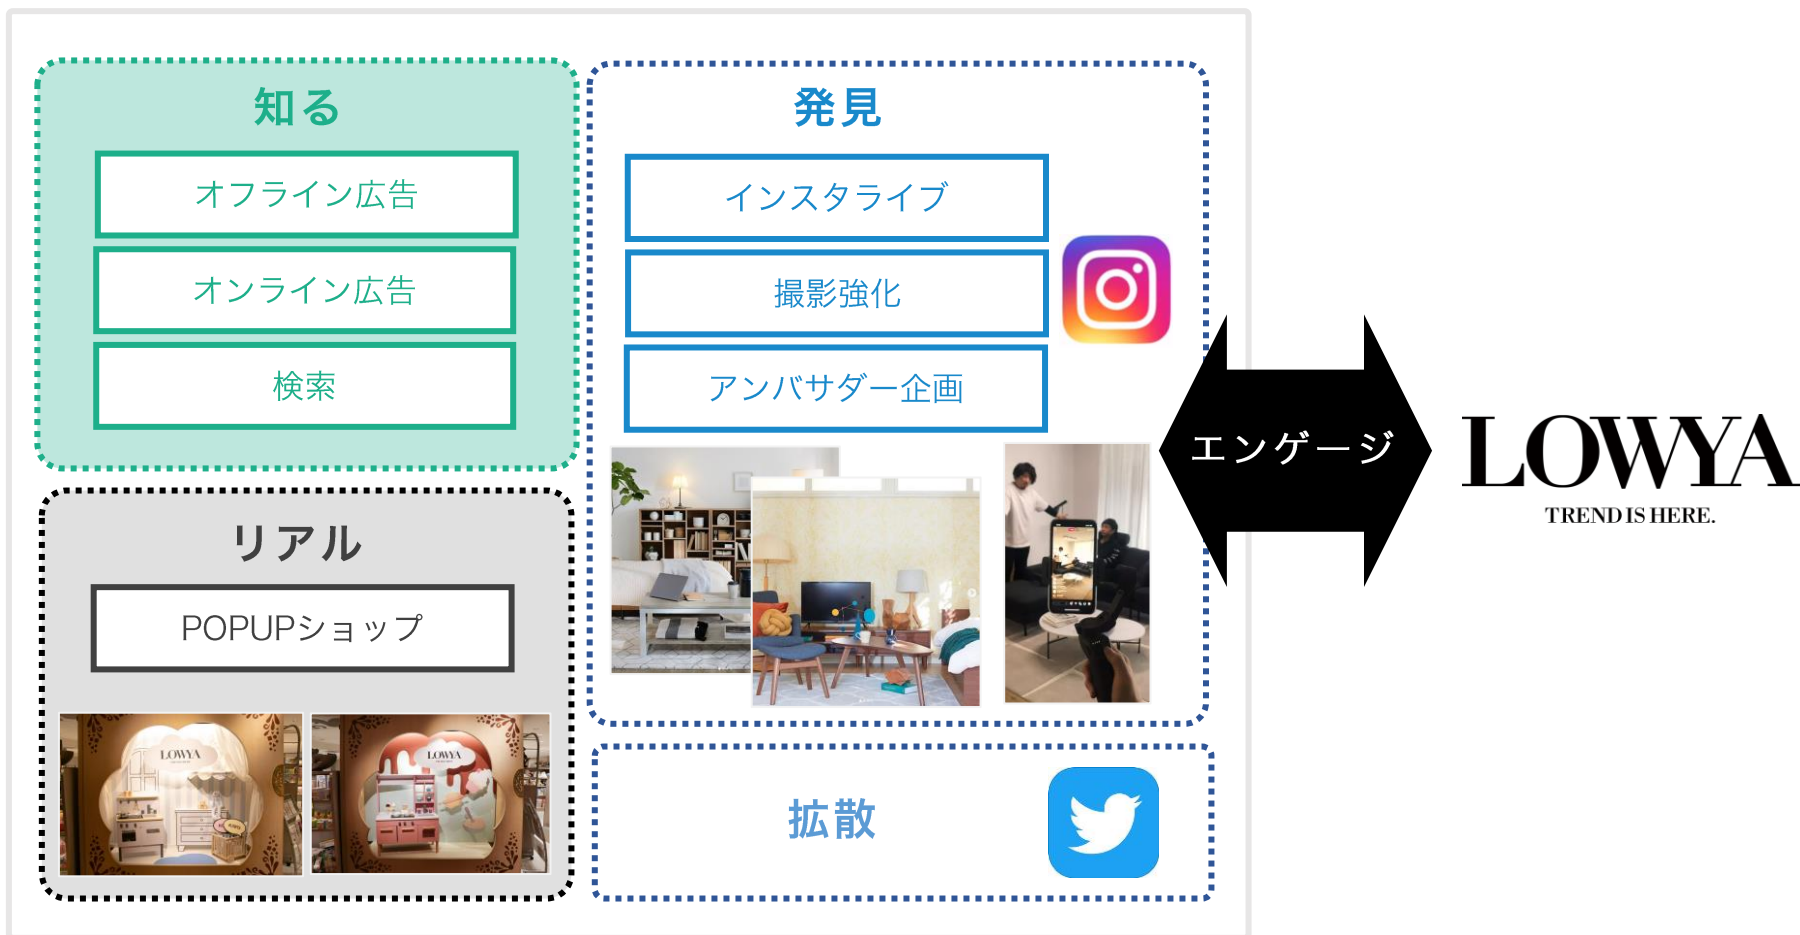 知る
オフライン広告
オンライン広告
検索
リアル
POPUPショップ
LOWYA
LOWYA
発見
インスタライブ
撮影強化
アンバサダー企画
拡散
エンゲージ
LOWYA
TREND IS HERE.